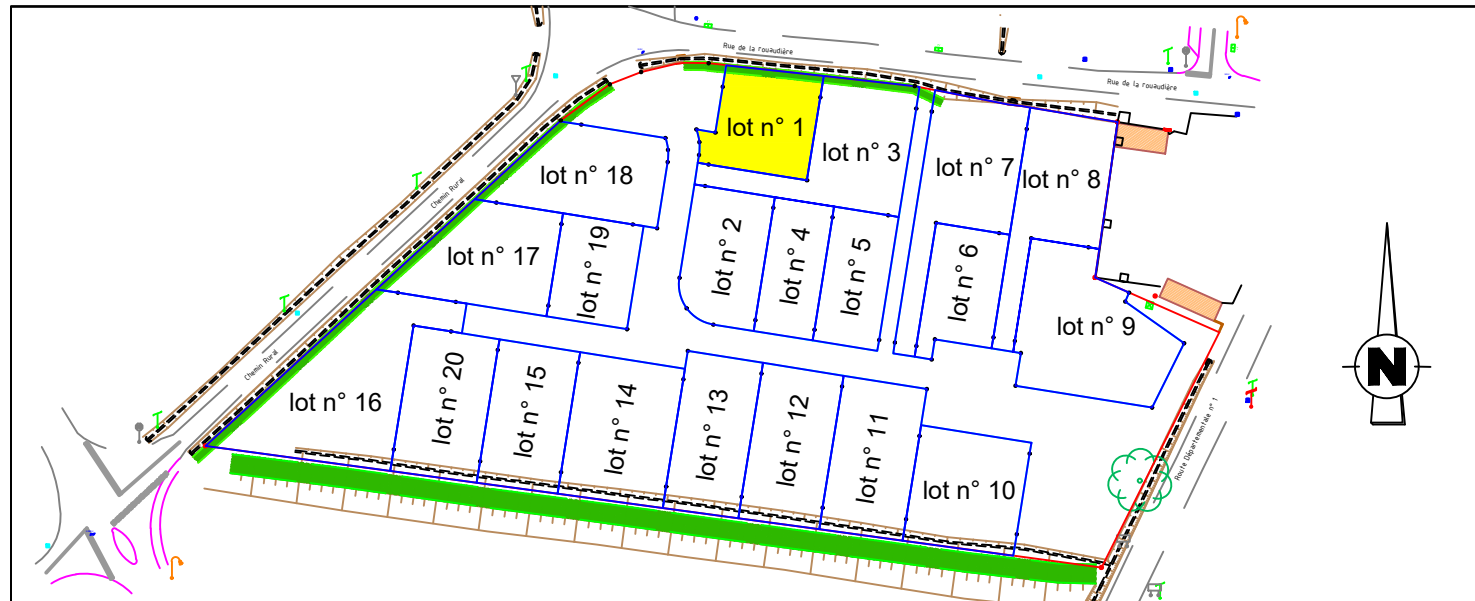 Rue de la rouaudière
Rue de la rouaudière
lot n° 1
lot n° 3
lot n° 7
lot n° 8
lot n° 18
Chemin Rural
lot n° 2
lot n° 4
lot n° 5
lot n° 6
lot n° 17
lot n° 19
lot n° 9
Chemin Rural
N
lot n° 16
lot n° 20
lot n° 15
lot n° 14
lot n° 13
lot n° 12
lot n° 11
lot n° 10
Route Départementale n° 1